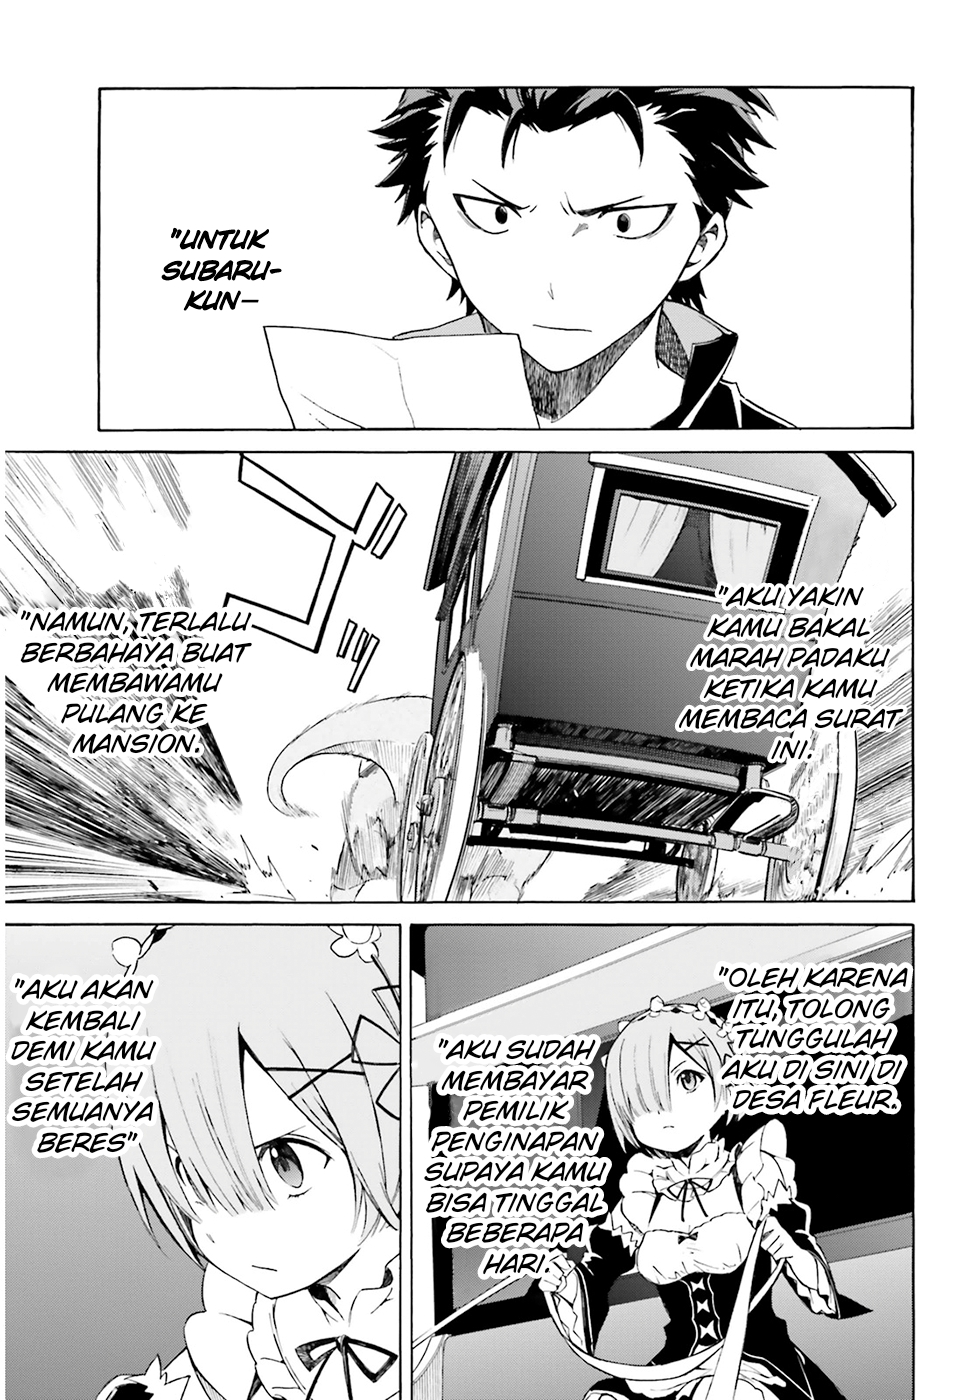 "UNTUK
SUBARU-
KUN—
"AKU YAKIN
KAMU BAKAL
MARAH PADAKU
KETIKA KAMU
MEMBACA SURAT
INI.
"NAMUN, TERLALU
BERBAHAYA BUAT
MEMBAWAMU
PULANG KE
MANSION.
"OLEH KARENA
ITU, TOLONG
TUNGGULAH
AKU DI SINI DI
DESA FLEUR.
"AKU SUDAH
MEMBAYAR
PEMILIK
PENGINAPAN
SUPAYA KAMU
BISA TINGGAL
BEBERAPA
HARI.
"AKU AKAN
KEMBALI
DEMI KAMU
SETELAH
SEMUANYA
BERES"